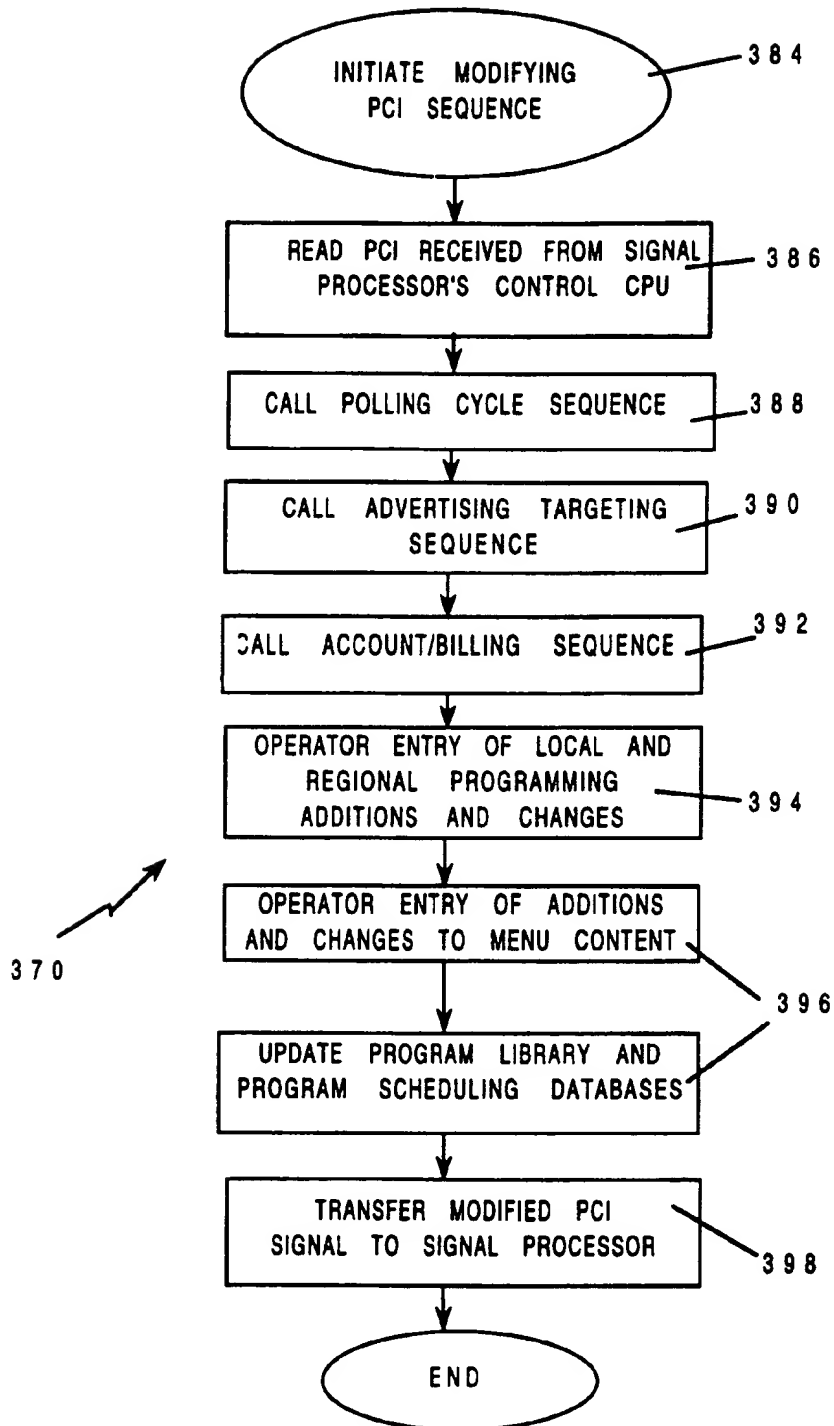 INITIATE MODIFYING
PCI SEQUENCE
384
READ PCI RECEIVED FROM SIGNAL
PROCESSOR'S CONTROL CPU
386
CALL POLLING CYCLE SEQUENCE
388
CALL ADVERTISING TARGETING
SEQUENCE
390
CALL ACCOUNT/BILLING SEQUENCE
392
OPERATOR ENTRY OF LOCAL AND
REGIONAL PROGRAMMING
ADDITIONS AND CHANGES
394
370
OPERATOR ENTRY OF ADDITIONS
AND CHANGES TO MENU CONTENT
396
UPDATE PROGRAM LIBRARY AND
PROGRAM SCHEDULING DATABASES
TRANSFER MODIFIED PCI
SIGNAL TO SIGNAL PROCESSOR
398
END